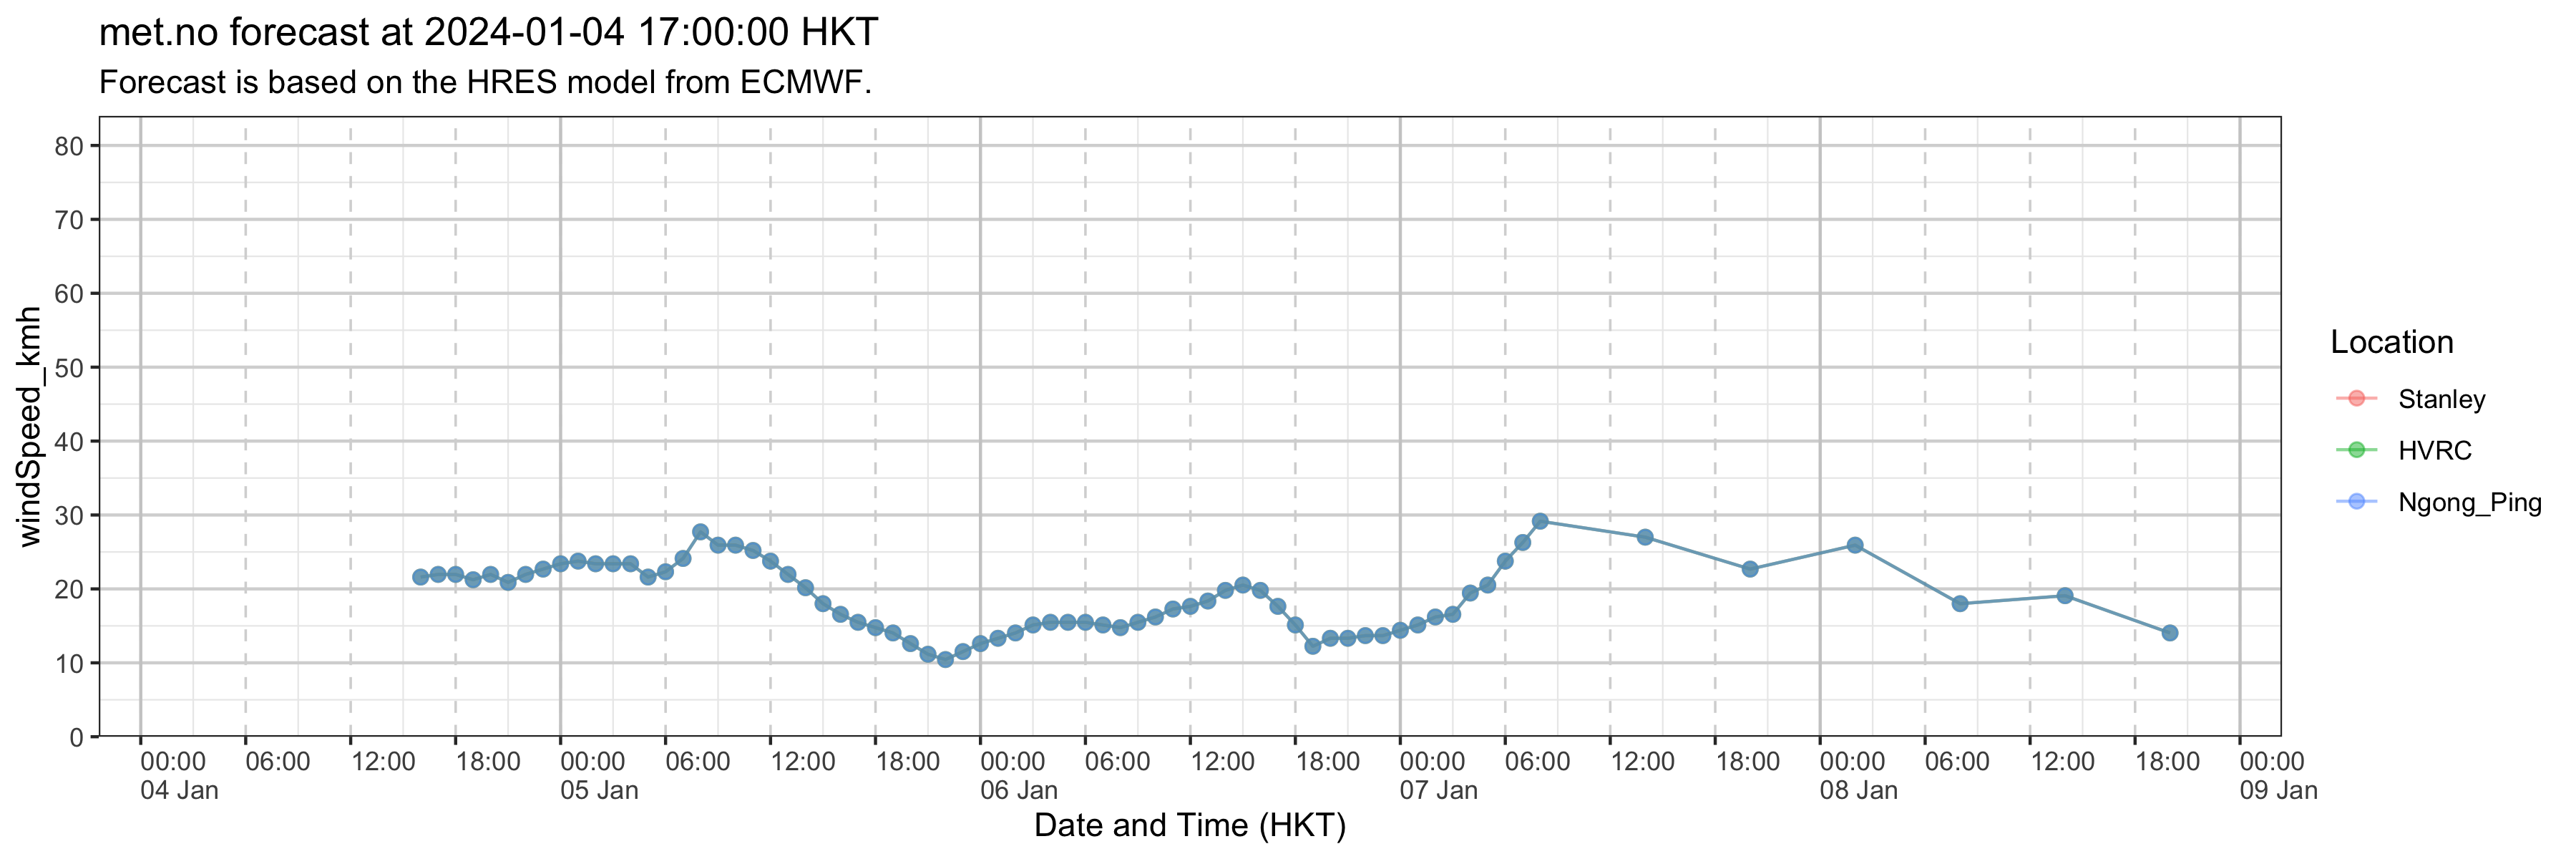 met.no forecast at 2024-01-04 17:00:00 HKT
Forecast is based on the HRES model from ECMWF.
windSpeed_kmh
80
70
60
50
40
30
20
10
0
00:00 06:00 12:00 18:00 00:00 06:00 12:00 18:00 00:00 06:00 12:00 18:00 00:00 06:00 12:00 18:00 00:00 06:00 12:00 18:00 00:00
04 Jan 05 Jan 06 Jan 07 Jan 08 Jan 09 Jan
Date and Time (HKT)
Location
Stanley
HVRC
Ngong_Ping